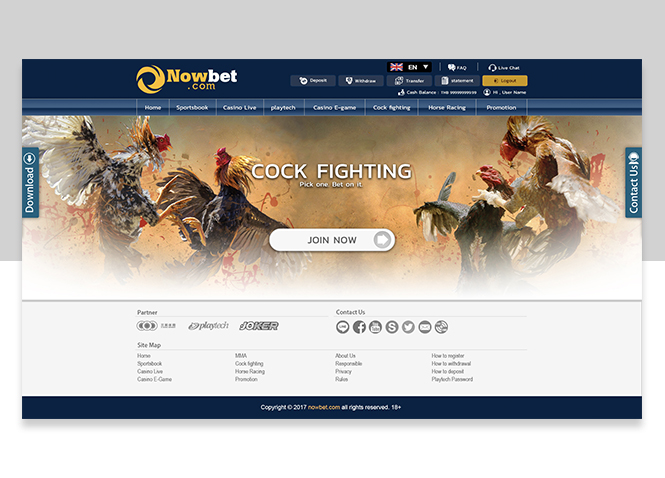 Nowbet
.com
EN
FAQ
Live Chat
Deposit
Withdraw
Transfer
statement
Logout
Cash Balance : THB 99999999999
Hi , User Name
Home
Sportsbook
Casino Live
playtech
Casino E-game
Cock fighting
Horse Racing
Promotion
Download
Contact Us
COCK FIGHTING
Pick one. Bet on it.
JOIN NOW
Partner
playtech
JOKER
Contact Us
Site Map
Home
MMA
About Us
How to register
Sportsbook
Cock fighting
Responsible
How to withdrawal
Casino Live
Horse Racing
Privacy
How to deposit
Casino E-Game
Promotion
Rules
Playtech Password
Copyright © 2017 nowbet.com all rights reserved. 18+